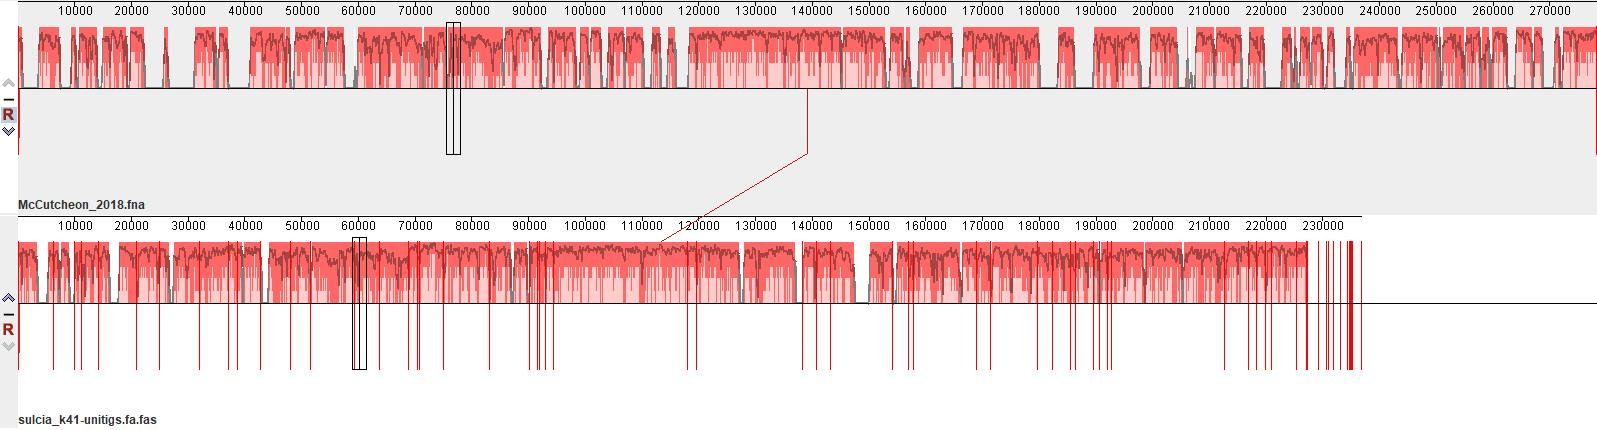 10000 20000 30000 40000 50000 60000 70000 80000 90000 100000 110000 120000 130000 140000 150000 160000 170000 180000 190000 200000 210000 220000 230000 240000 250000 260000 270000
R
McCutcheon_2018.fna
10000 20000 30000 40000 50000 60000 70000 80000 90000 100000 110000 120000 130000 140000 150000 160000 170000 180000 190000 200000 210000 220000 230000
R
sulcia_k41-unitigs.fa.fas